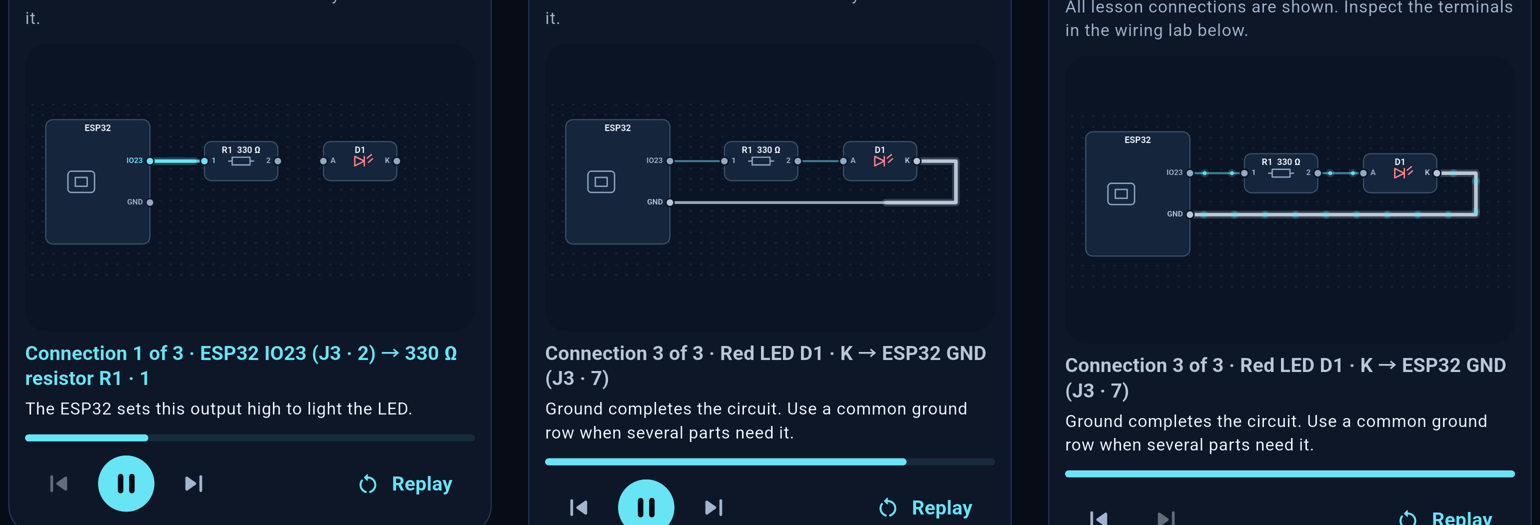 it.
ESP32
IO23
1
R1 330 Ω
2
A
D1
K
GND
Connection 1 of 3 · ESP32 IO23 (J3 · 2) → 330 Ω
resistor R1 · 1
The ESP32 sets this output high to light the LED.
Replay
it.
ESP32
IO23
1
R1 330 Ω
2
A
D1
K
GND
Connection 3 of 3 · Red LED D1 · K → ESP32 GND
(J3 · 7)
Ground completes the circuit. Use a common ground
row when several parts need it.
Replay
All lesson connections are shown. Inspect the terminals
in the wiring lab below.
ESP32
IO23
1
R1 330 Ω
2
A
D1
K
GND
Connection 3 of 3 · Red LED D1 · K → ESP32 GND
(J3 · 7)
Ground completes the circuit. Use a common ground
row when several parts need it.
Replay